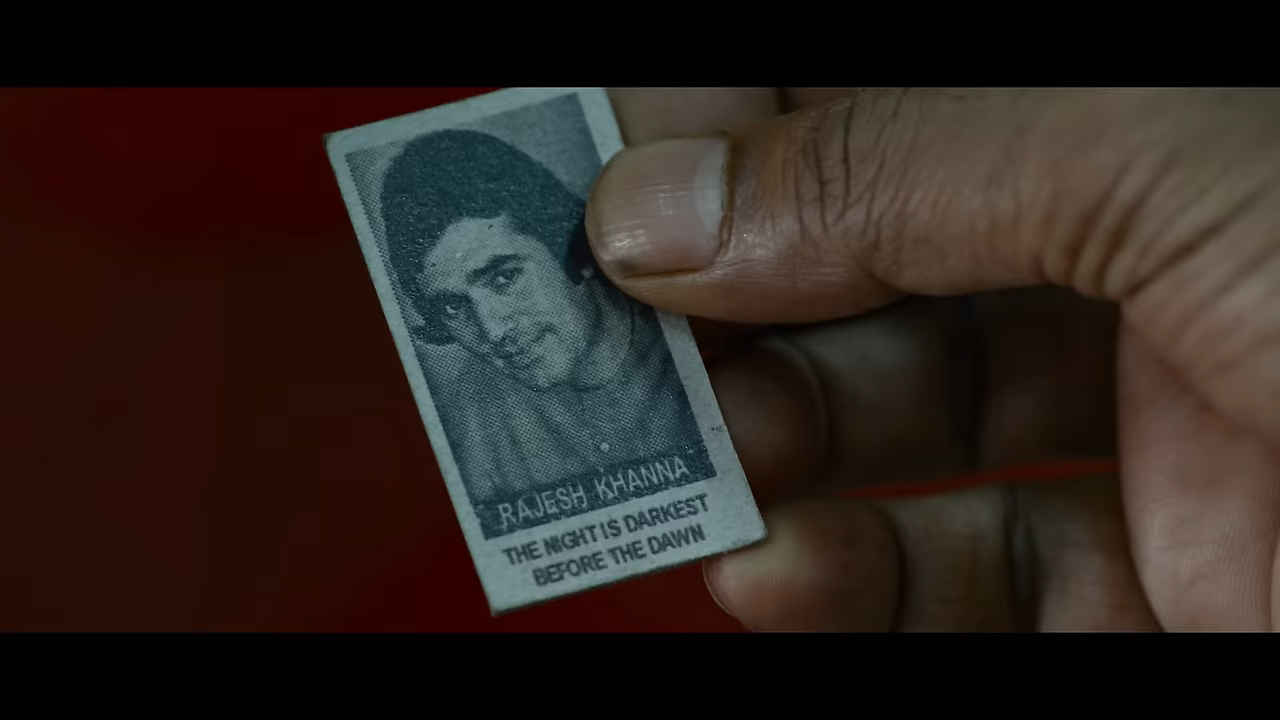 RAJESH KHANNA
THE NIGHT IS DARKEST
BEFORE THE DAWN